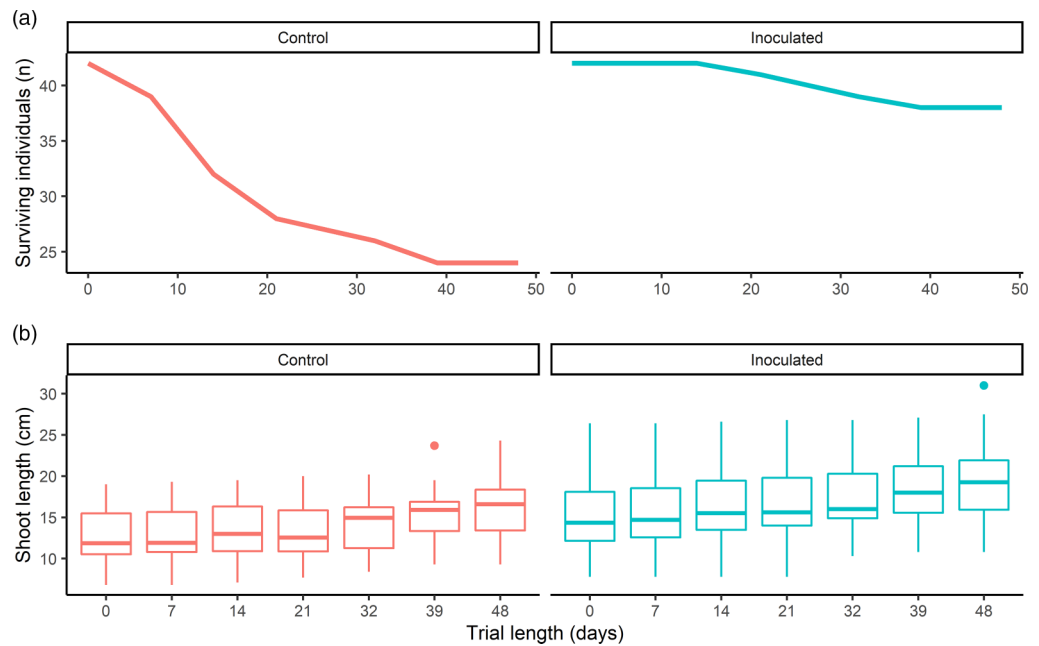 (a)
Control Inoculated
Surviving individuals (n)
40
35
30
25
0 10 20 30 40 50 0 10 20 30 40 50
(b)
Control Inoculated
Shoot length (cm)
30
25
20
15
10
0 7 14 21 32 39 48 0 7 14 21 32 39 48
Trial length (days)